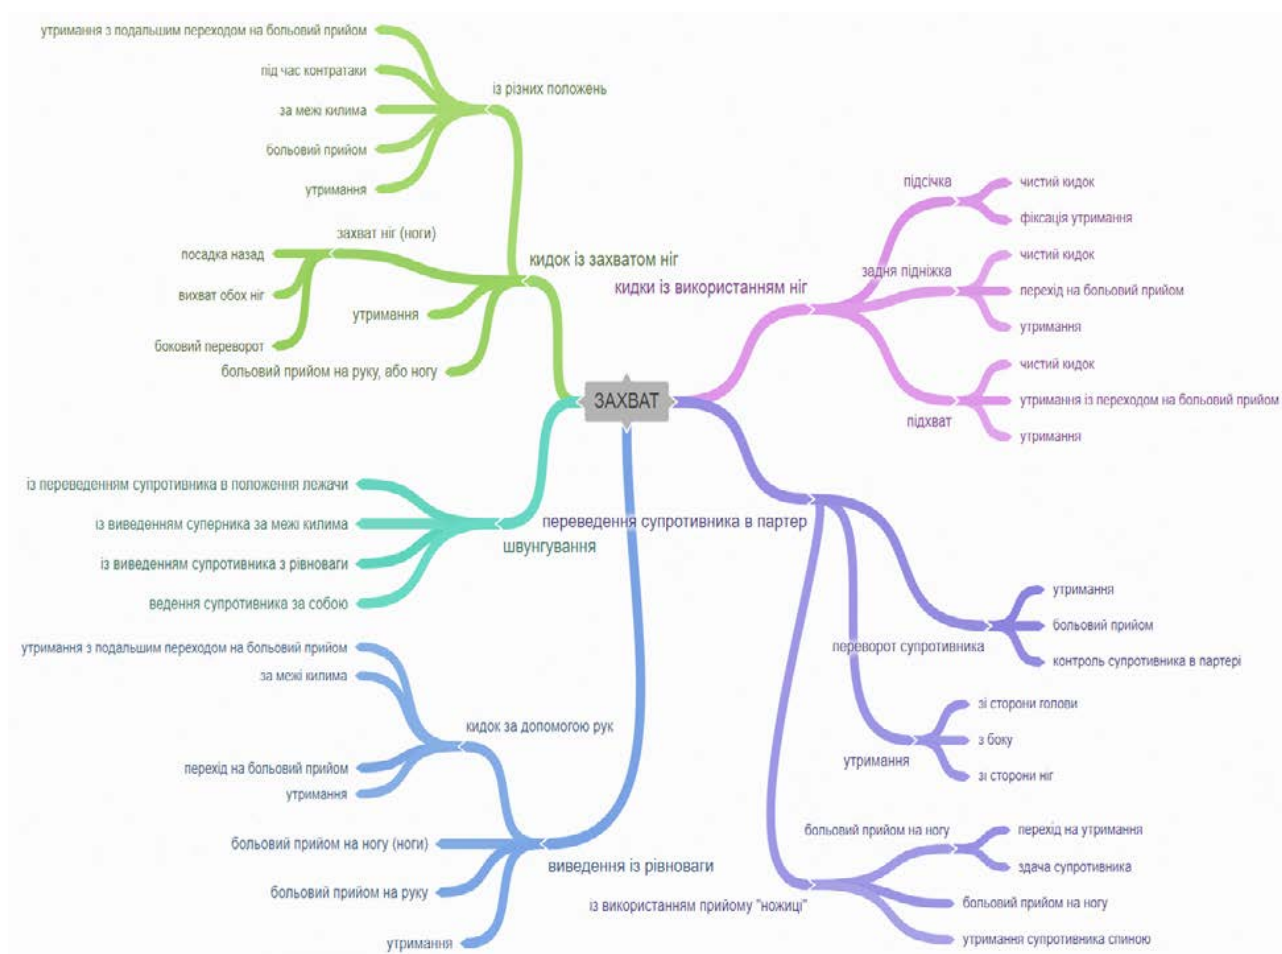 утримання з подальшим переходом на больовий прийом
під час контратаки
за межі килима
больовий прийом
утримання
із різних положень
захват ніг (ноги)
посадка назад
вихват обох ніг
боковий переворот
утримання
больовий прийом на руку, або ногу
кидок із захватом ніг
кидки із використанням ніг
підсічка
чистий кидок
фіксація утримання
задня підніжка
чистий кидок
перехід на больовий прийом
утримання
підхват
чистий кидок
утримання із переходом на больовий прийом
утримання
ЗАХВАТ
із переведенням супротивника в положення лежачи
із виведенням суперника за межі килима
із виведенням супротивника з рівноваги
ведення супротивника за собою
швунгування
переведення супротивника в партер
переворот супротивника
утримання
больовий прийом
контроль супротивника в партері
утримання
зі сторони голови
з боку
зі сторони ніг
із використанням прийому "ножиці"
больовий прийом на ногу
перехід на утримання
здача супротивника
больовий прийом на ногу
утримання супротивника спиною
утримання з подальшим переходом на больовий прийом
за межі килима
кидок за допомогою рук
перехід на больовий прийом
утримання
больовий прийом на ногу (ноги)
больовий прийом на руку
утримання
виведення із рівноваги